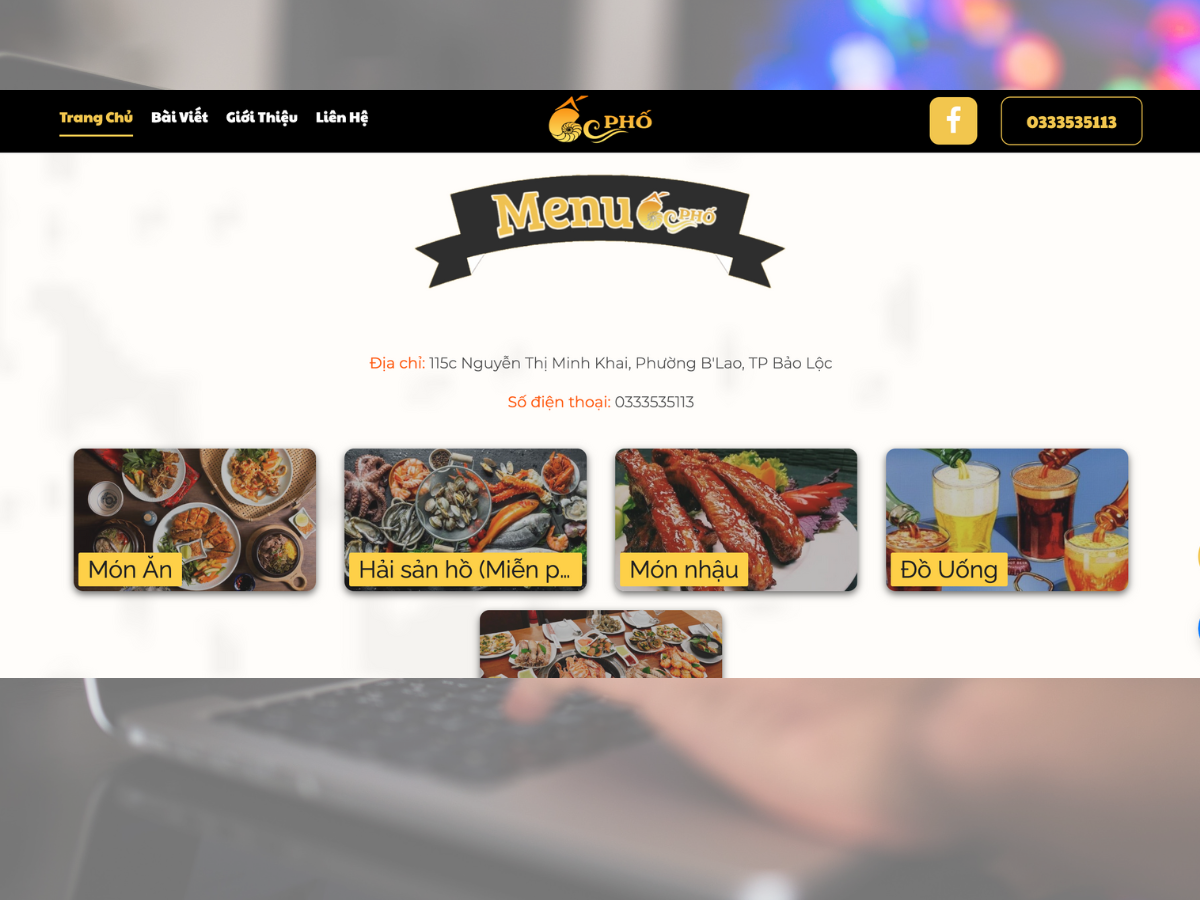 Trang Chủ Bài Viết Giới Thiệu Liên Hệ
Ốc PHỐ
0333535113
Menu Ốc PHỐ
Địa chỉ: 115c Nguyễn Thị Minh Khai, Phường B'Lao, TP Bảo Lộc
Số điện thoại: 0333535113
Món Ăn
Hải sản hồ (Miễn p...
Món nhậu
Đồ Uống